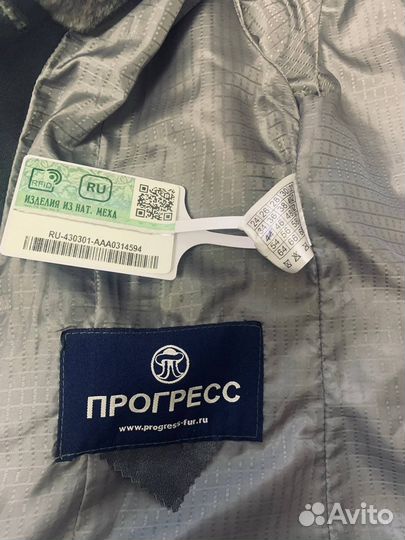 RFID
RU
ИЗДЕЛИЯ ИЗ НАТ. МЕХА
RU-430301-AAA0314594
ПРОГРЕСС
www.progress-fur.ru
Avito